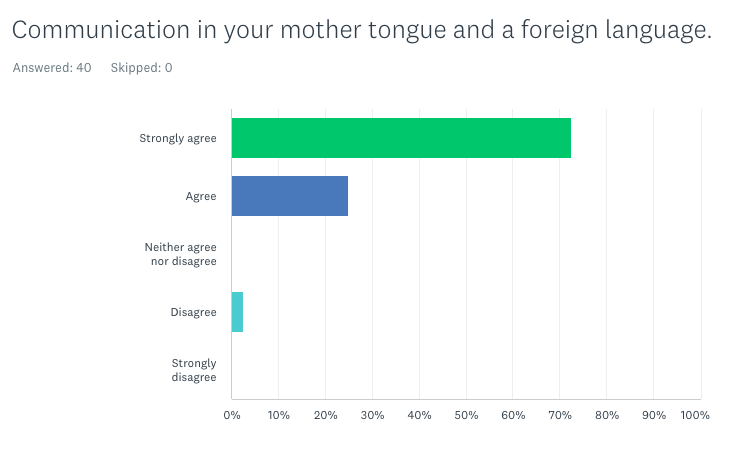 Communication in your mother tongue and a foreign language.
Answered: 40 Skipped: 0
Strongly agree
Agree
Neither agree
nor disagree
Disagree
Strongly
disagree
0% 10% 20% 30% 40% 50% 60% 70% 80% 90% 100%